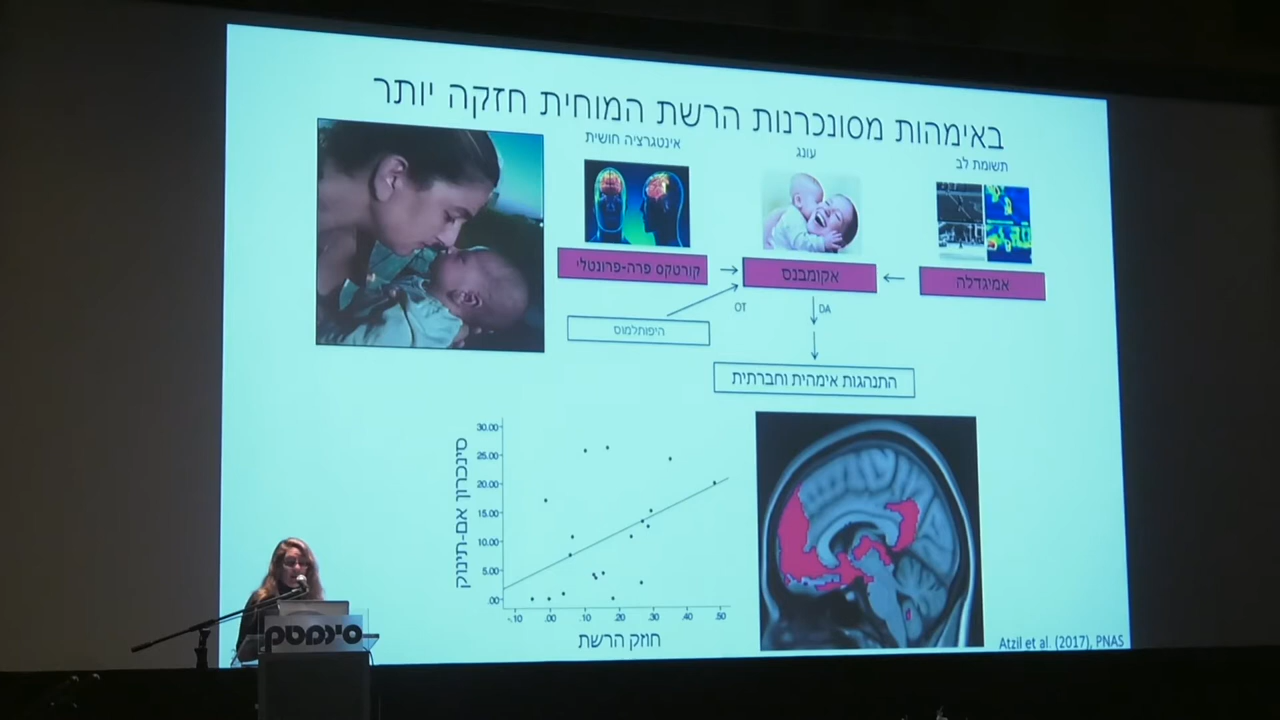 באימהות מסונכרנות הרשת המוחית חזקה יותר
תשומת לב
עונג
אינטגרציה חושית
אמיגדלה
אקומבנס
קורטקס פרה-פרונטלי
היפותלמוס
OT
DA
התנהגות אימהית וחברתית
סינכרון אם-תינוק
30.00
25.00
20.00
15.00
10.00
5.00
.00
-.10 .00 .10 .20 .30 .40 .50
חוזק הרשת
Atzil et al. (2017), PNAS
סינמטק